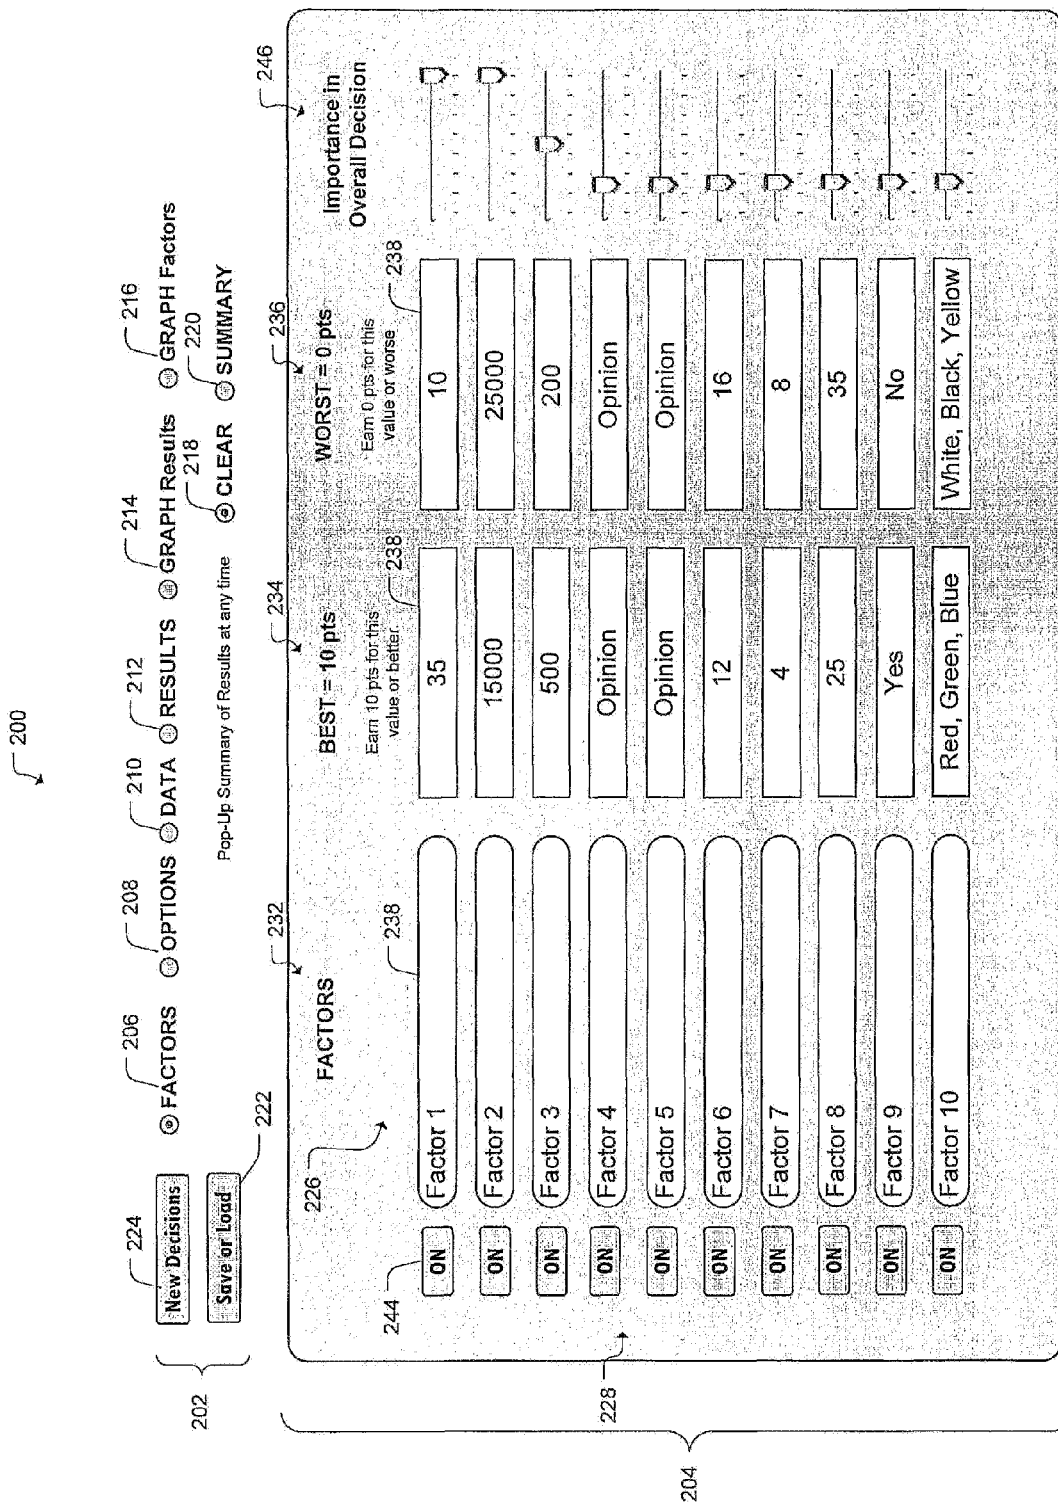 200
224
206
208
210
212
214
216
New Decisions
FACTORS
OPTIONS
DATA
RESULTS
GRAPH Results
GRAPH Factors
202
222
218
220
Save or Load
Pop-Up Summary of Results at any time
CLEAR
SUMMARY
232
234
236
246
FACTORS
BEST = 10 pts
WORST = 0 pts
Importance in
Overall Decision
226
238
Earn 10 pts for this
value or better
238
Earn 0 pts for this
value or worse
238
244
ON Factor 1 35 10
ON Factor 2 15000 25000
ON Factor 3 500 200
ON Factor 4 Opinion Opinion
ON Factor 5 Opinion Opinion
ON Factor 6 12 16
ON Factor 7 4 8
ON Factor 8 25 35
ON Factor 9 Yes No
ON Factor 10 Red, Green, Blue White, Black, Yellow
228
204